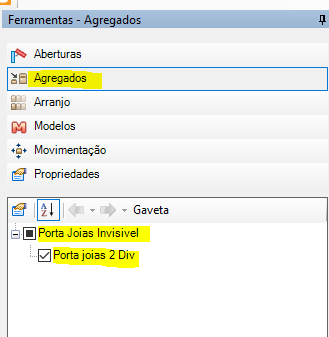 Ferramentas - Agregados
Aberturas
Agregados
Arranjo
Modelos
Movimentação
Propriedades
Gaveta
Porta Joias Invisivel
Porta joias 2 Div